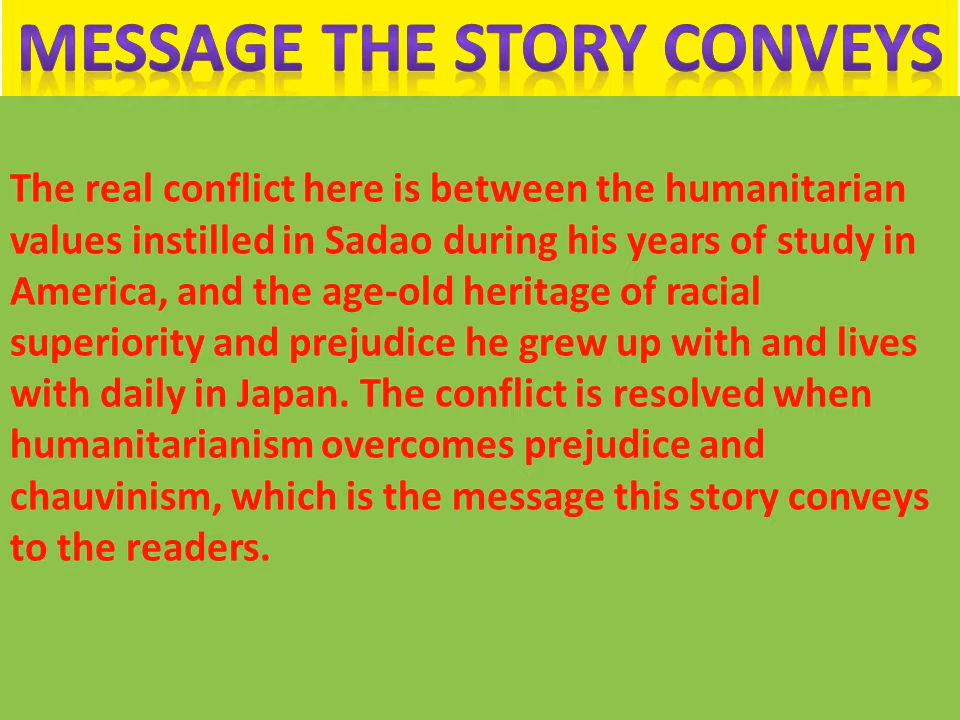 MESSAGE THE STORY CONVEYS
The real conflict here is between the humanitarian
values instilled in Sadao during his years of study in
America, and the age-old heritage of racial
superiority and prejudice he grew up with and lives
with daily in Japan. The conflict is resolved when
humanitarianism overcomes prejudice and
chauvinism, which is the message this story conveys
to the readers.